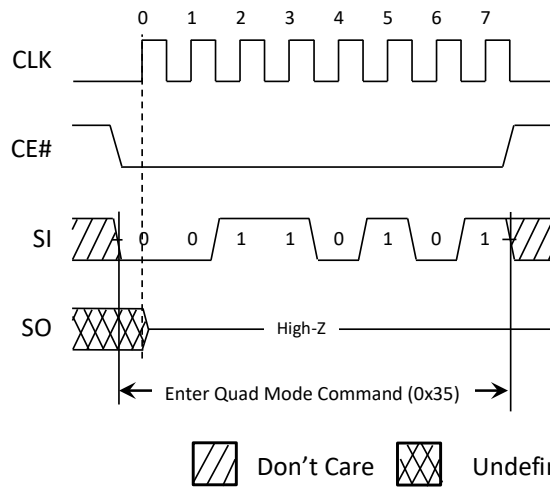 0 1 2 3 4 5 6 7
CLK
CE#
SI 0 0 1 1 0 1 0 1
SO High-Z
Enter Quad Mode Command (0x35)
Don't Care Undefi